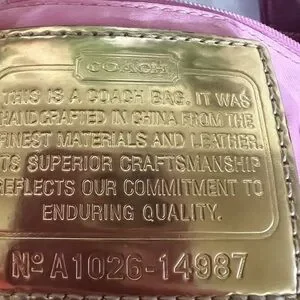 COACH
THIS IS A COACH BAG. IT WAS
HANDCRAFTED IN CHINA FROM THE
FINEST MATERIALS AND LEATHER.
ITS SUPERIOR CRAFTSMANSHIP
REFLECTS OUR COMMITMENT TO
ENDURING QUALITY.
Nº A1026-14987